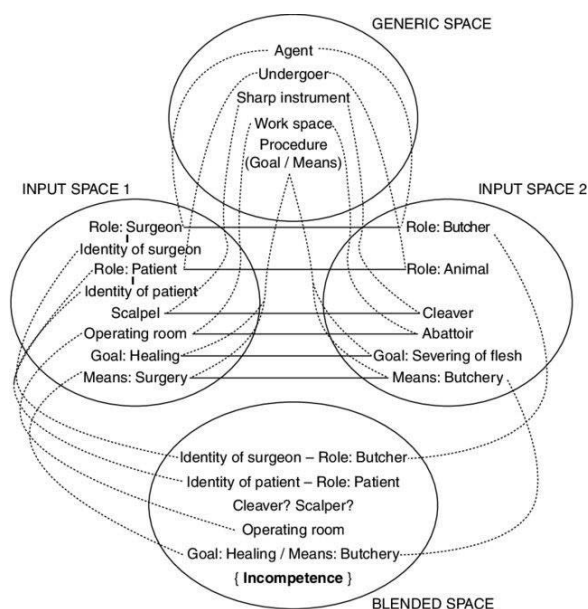 GENERIC SPACE
Agent
Undergoer
Sharp instrument
Work space
Procedure
(Goal / Means)
INPUT SPACE 1
Role: Surgeon
Identity of surgeon
Role: Patient
Identity of patient
Scalpel
Operating room
Goal: Healing
Means: Surgery
INPUT SPACE 2
Role: Butcher
Role: Animal
Cleaver
Abattoir
Goal: Severing of flesh
Means: Butchery
Identity of surgeon – Role: Butcher
Identity of patient – Role: Patient
Cleaver? Scalper?
Operating room
Goal: Healing / Means: Butchery
{ Incompetence }
BLENDED SPACE